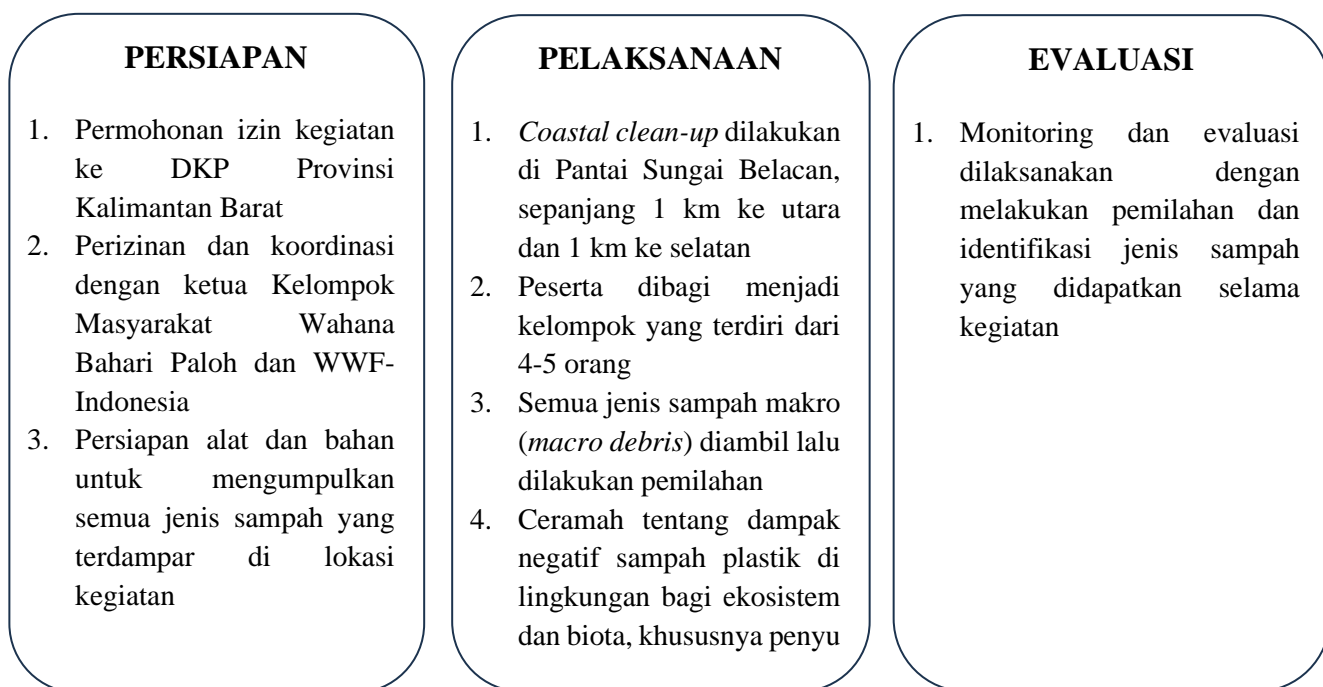 PERSIAPAN
1. Permohonan izin kegiatan
ke DKP Provinsi
Kalimantan Barat
2. Perizinan dan koordinasi
dengan ketua Kelompok
Masyarakat Wahana
Bahari Paloh dan WWF-
Indonesia
3. Persiapan alat dan bahan
untuk mengumpulkan
semua jenis sampah yang
terdampar di lokasi
kegiatan
PELAKSANAAN
1. Coastal clean-up dilakukan
di Pantai Sungai Belacan,
sepanjang 1 km ke utara
dan 1 km ke selatan
2. Peserta dibagi menjadi
kelompok yang terdiri dari
4-5 orang
3. Semua jenis sampah makro
(macro debris) diambil lalu
dilakukan pemilahan
4. Ceramah tentang dampak
negatif sampah plastik di
lingkungan bagi ekosistem
dan biota, khususnya penyu
EVALUASI
1. Monitoring dan evaluasi
dilaksanakan dengan
melakukan pemilahan dan
identifikasi jenis sampah
yang didapatkan selama
kegiatan